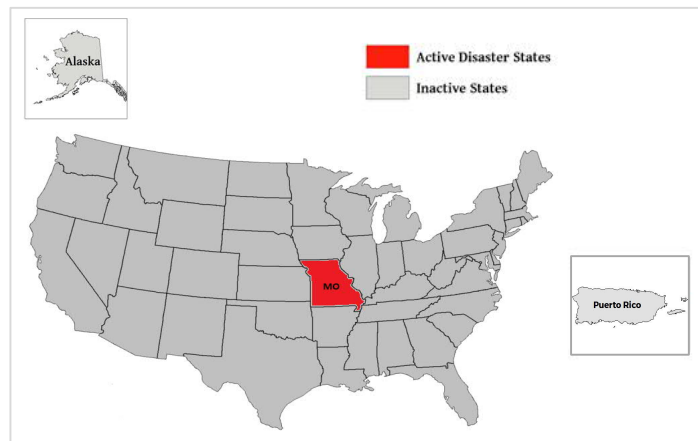 Alaska
Active Disaster States
Inactive States
MO
Puerto Rico